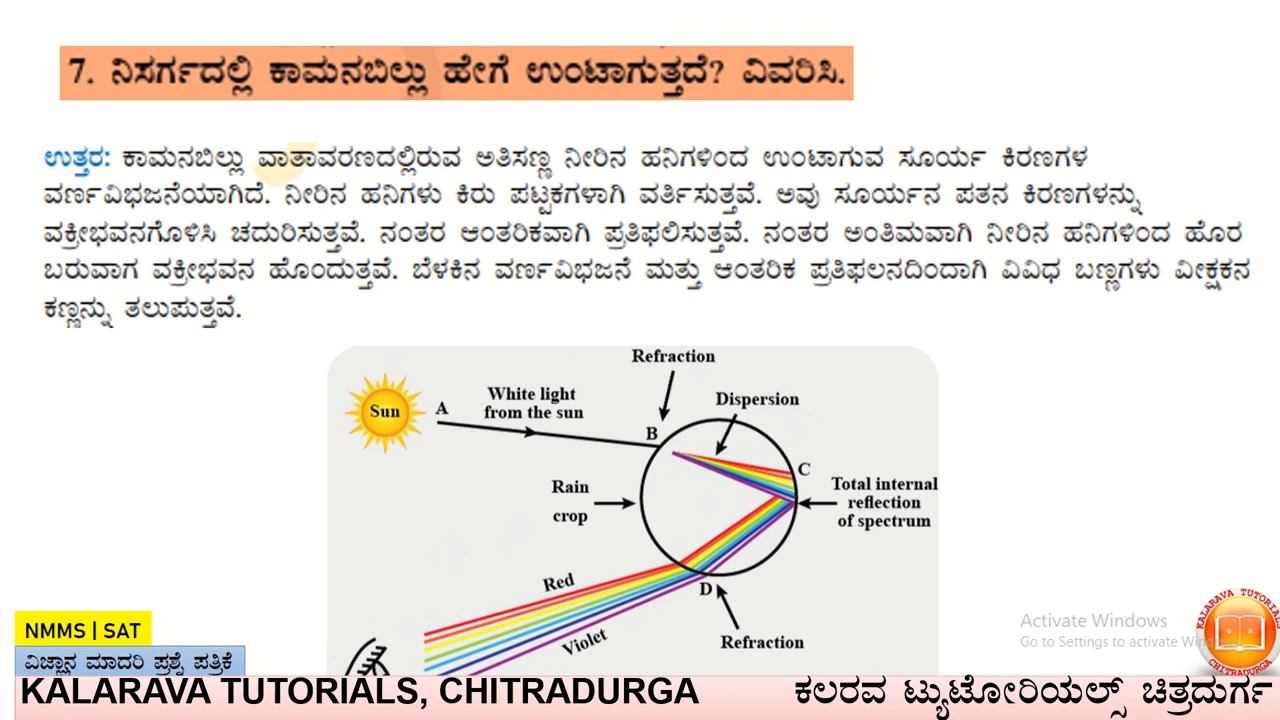 7. ನಿಸರ್ಗದಲ್ಲಿ ಕಾಮನಬಿಲ್ಲು ಹೇಗೆ ಉಂಟಾಗುತ್ತದೆ? ವಿವರಿಸಿ.
ಉತ್ತರ: ಕಾಮನಬಿಲ್ಲು ವಾತಾವರಣದಲ್ಲಿರುವ ಅತಿಸಣ್ಣ ನೀರಿನ ಹನಿಗಳಿಂದ ಉಂಟಾಗುವ ಸೂರ್ಯ ಕಿರಣಗಳ
ವರ್ಣವಿಭಜನೆಯಾಗಿದೆ. ನೀರಿನ ಹನಿಗಳು ಕಿರು ಪಟ್ಟಕಗಳಾಗಿ ವರ್ತಿಸುತ್ತವೆ. ಅವು ಸೂರ್ಯನ ಪತನ ಕಿರಣಗಳನ್ನು
ವಕ್ರೀಭವನಗೊಳಿಸಿ ಚದುರಿಸುತ್ತವೆ. ನಂತರ ಆಂತರಿಕವಾಗಿ ಪ್ರತಿಫಲಿಸುತ್ತವೆ. ನಂತರ ಅಂತಿಮವಾಗಿ ನೀರಿನ ಹನಿಗಳಿಂದ ಹೊರ
ಬರುವಾಗ ವಕ್ರೀಭವನ ಹೊಂದುತ್ತವೆ. ಬೆಳಕಿನ ವರ್ಣವಿಭಜನೆ ಮತ್ತು ಆಂತರಿಕ ಪ್ರತಿಫಲನದಿಂದಾಗಿ ವಿವಿಧ ಬಣ್ಣಗಳು ವೀಕ್ಷಕನ
ಕಣ್ಣನ್ನು ತಲುಪುತ್ತವೆ.
Refraction
Sun
A
White light
from the sun
Dispersion
B
C
Rain
crop
Total internal
reflection
of spectrum
Red
D
Violet
Refraction
NMMS | SAT
ವಿಜ್ಞಾನ ಮಾದರಿ ಪ್ರಶ್ನೆ ಪತ್ರಿಕೆ
Activate Windows
Go to Settings to activate
KALARAVA TUTORIALS
CHITRADURGA
KALARAVA TUTORIALS, CHITRADURGA
ಕಲರವ ಟ್ಯುಟೋರಿಯಲ್ಸ್ ಚಿತ್ರದುರ್ಗ